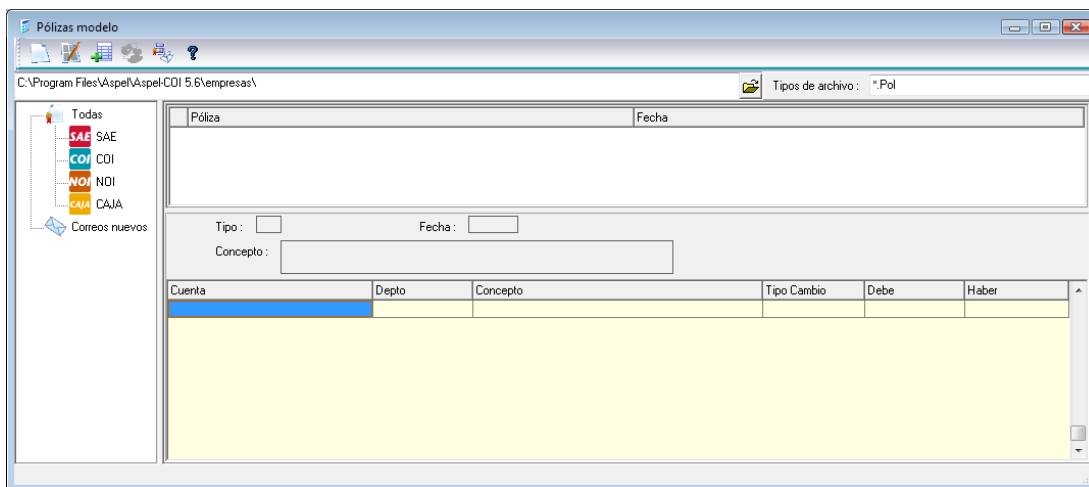 Pólizas modelo
?
C:\Program Files\Aspel\Aspel-COI 5.6\empresas\ Tipos de archivo : *.Pol
Todas
SAE SAE
COI COI
NOI NOI
CAJA CAJA
Correos nuevos
Póliza Fecha
Tipo : Fecha :
Concepto :
Cuenta Depto Concepto Tipo Cambio Debe Haber